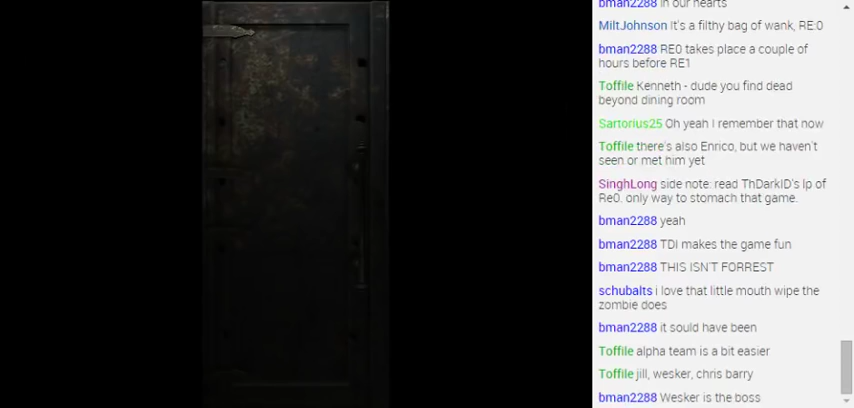 bman2288 in our hearts
MiltJohnson It's a filthy bag of wank, RE:0
bman2288 RE0 takes place a couple of
hours before RE1
Toffile Kenneth - dude you find dead
beyond dining room
Sartorius25 Oh yeah I remember that now
Toffile there's also Enrico, but we haven't
seen or met him yet
SinghLong side note: read ThDarkID's lp of
Re0. only way to stomach that game.
bman2288 yeah
bman2288 TDI makes the game fun
bman2288 THIS ISN'T FORREST
schubalts i love that little mouth wipe the
zombie does
bman2288 it sould have been
Toffile alpha team is a bit easier
Toffile jill, wesker, chris barry
bman2288 Wesker is the boss